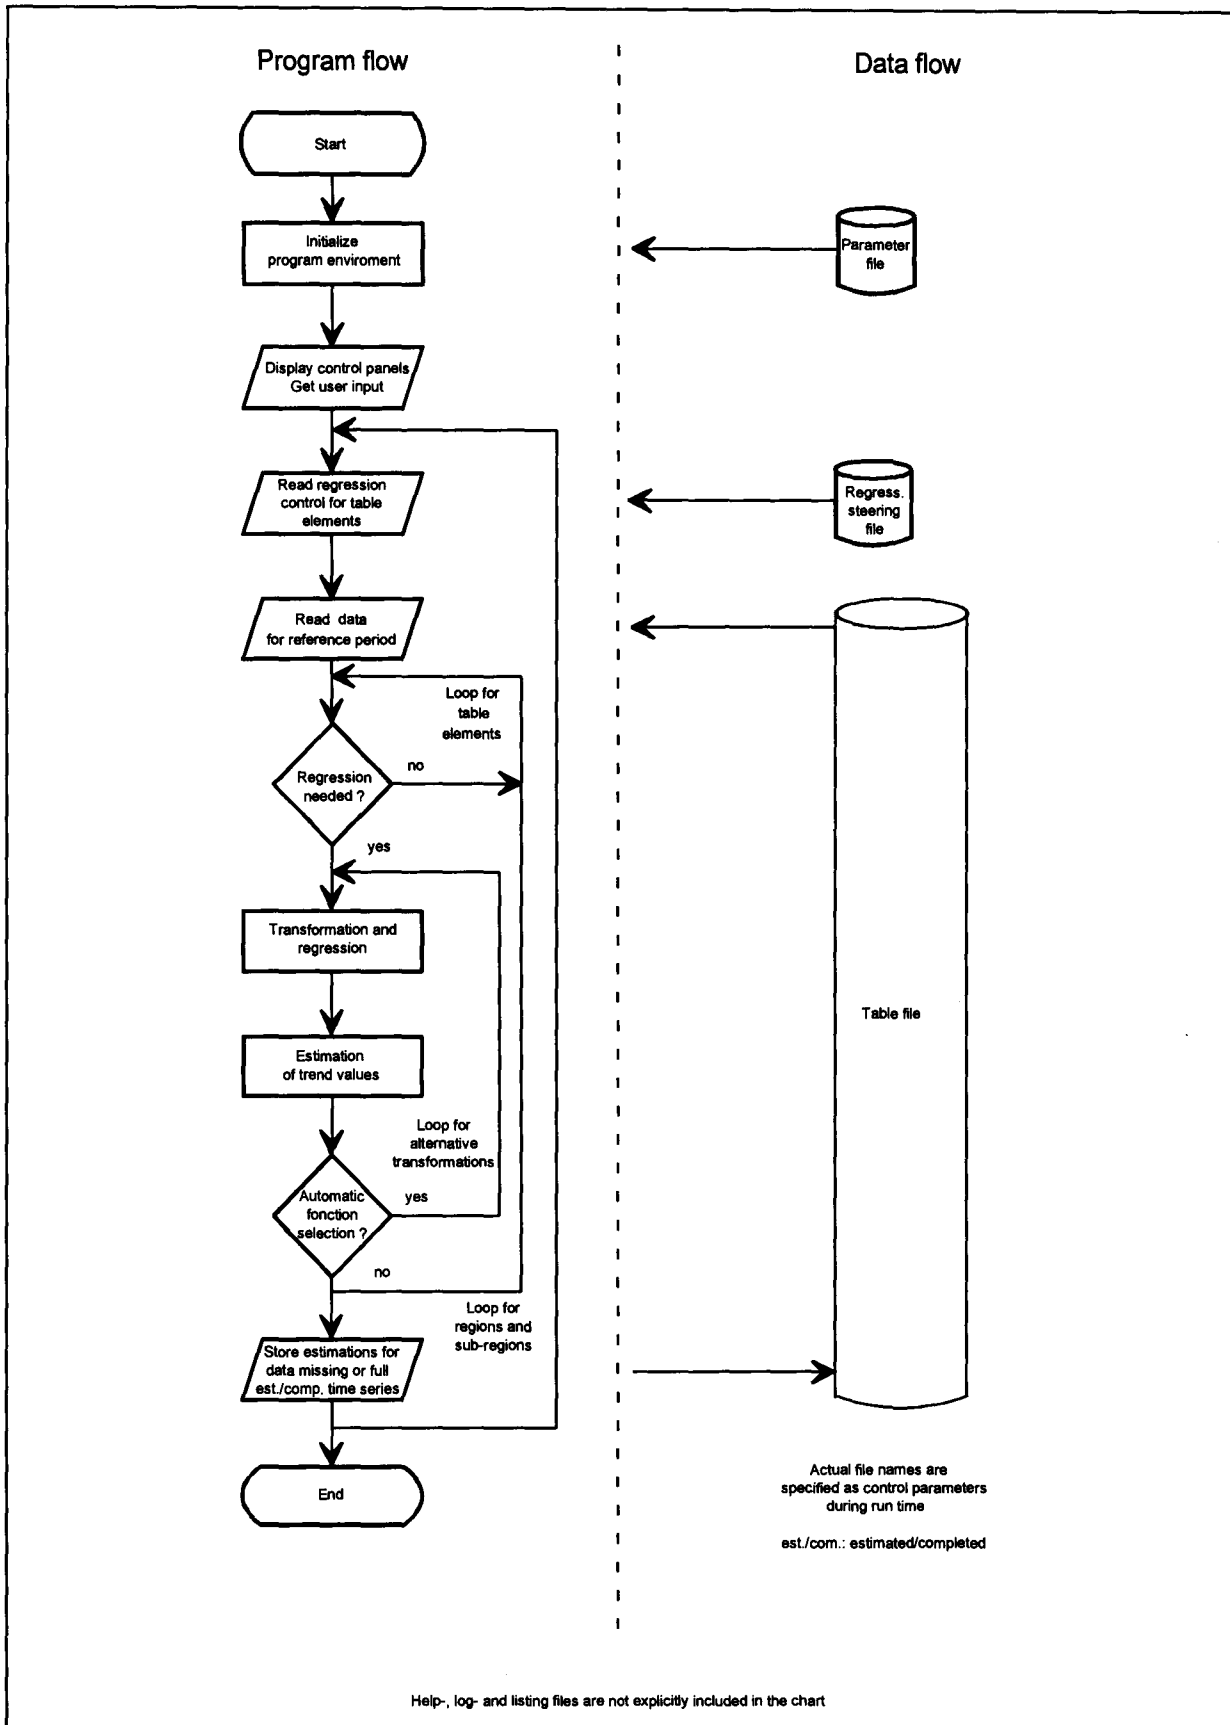 Program flow
Data flow
Start
Initialize
program enviroment
Parameter
file
Display control panels
Get user input
Read regression
control for table
elements
Regress.
steering
file
Read data
for reference period
Loop for
table
elements
Regression
needed ?
no
yes
Transformation and
regression
Table file
Estimation
of trend values
Loop for
alternative
transformations
Automatic
fonction
selection ?
yes
no
Loop for
regions and
sub-regions
Store estimations for
data missing or full
est./comp. time series
End
Actual file names are
specified as control parameters
during run time
est./com.: estimated/completed
Help-, log- and listing files are not explicitly included in the chart